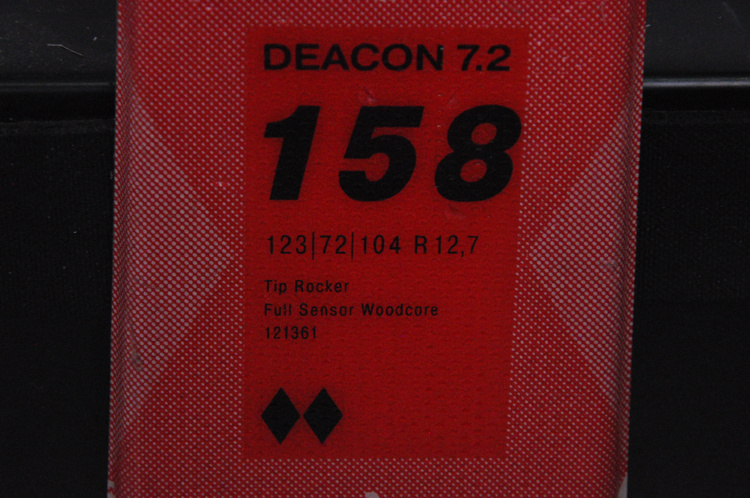 DEACON 7.2
158
123|72|104 R12,7
Tip Rocker
Full Sensor Woodcore
121361